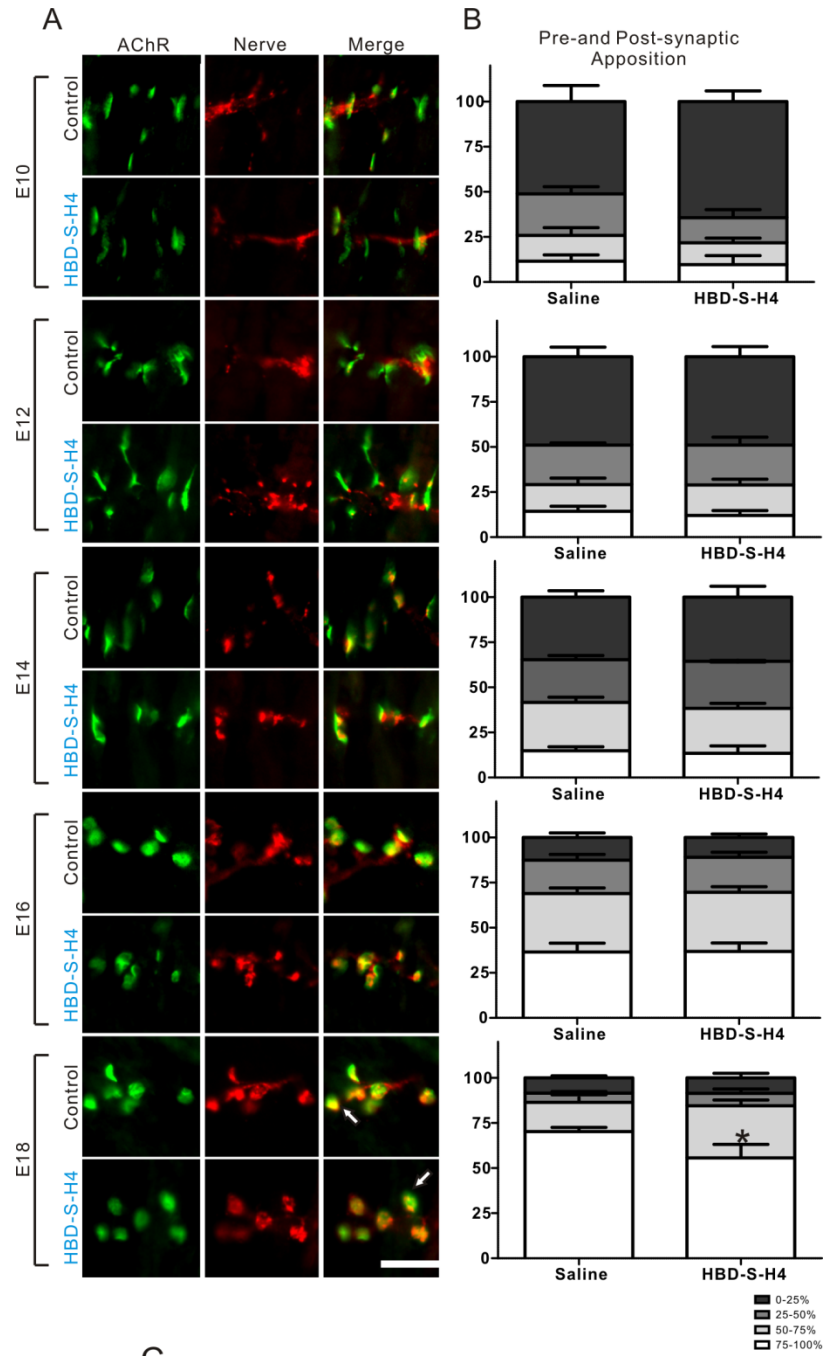 A
AChR Nerve Merge
E10
Control
HBD-S-H4
E12
Control
HBD-S-H4
E14
Control
HBD-S-H4
E16
Control
HBD-S-H4
E18
Control
HBD-S-H4
B
Pre-and Post-synaptic
Apposition
100
75
50
25
0
Saline HBD-S-H4
100
75
50
25
0
Saline HBD-S-H4
100
75
50
25
0
Saline HBD-S-H4
100
75
50
25
0
Saline HBD-S-H4
100
75
50
25
0
*
Saline HBD-S-H4
0-25%
25-50%
50-75%
75-100%